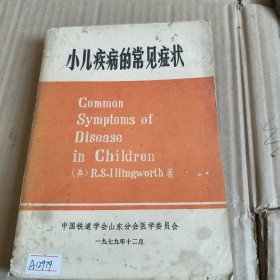 小儿疾病的常见症状
Common
Symptoms of
Disease
in Children
(英) R.S.Illingworth 著
中国铁道学会山东分会医学委员会
一九七九年十二月
A12979